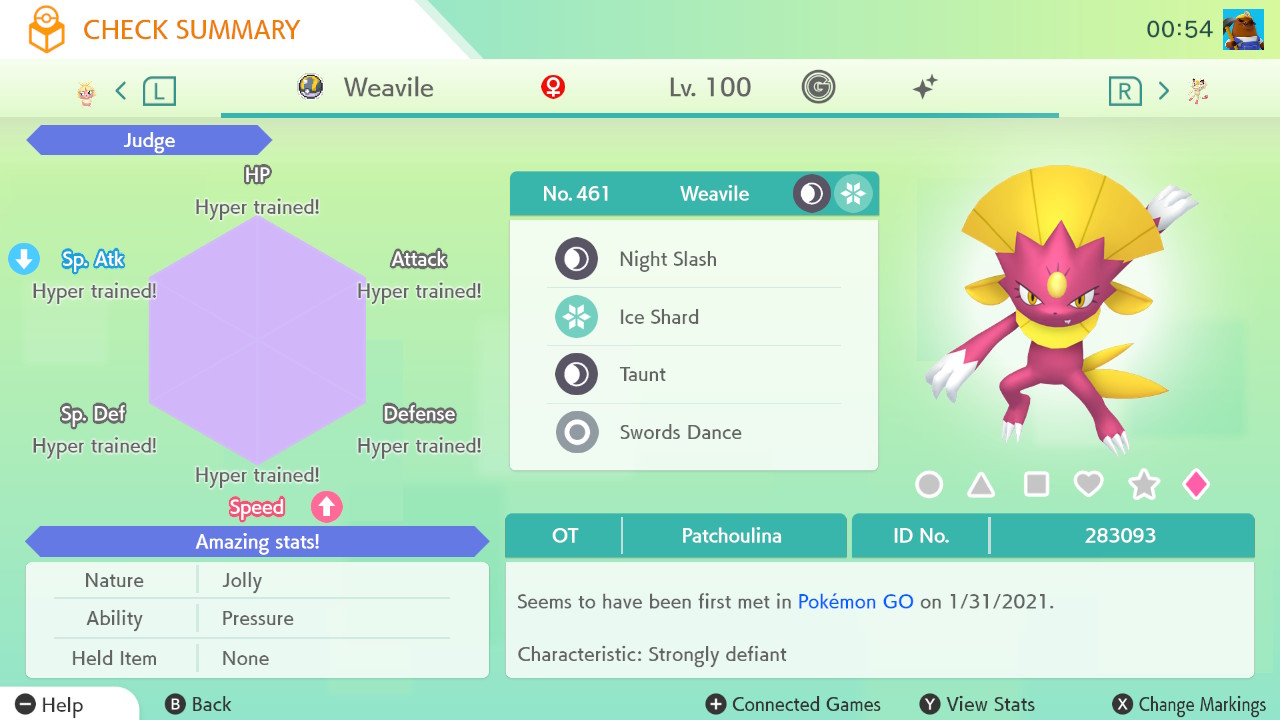 CHECK SUMMARY
00:54
L
Weavile
Lv. 100
G
R
Judge
HP
Hyper trained!
Sp. Atk
Hyper trained!
Attack
Hyper trained!
Sp. Def
Hyper trained!
Defense
Hyper trained!
Hyper trained!
Speed
Amazing stats!
Nature Jolly
Ability Pressure
Held Item None
No. 461 Weavile
Night Slash
Ice Shard
Taunt
Swords Dance
OT Patchoulina ID No. 283093
Seems to have been first met in Pokémon GO on 1/31/2021.
Characteristic: Strongly defiant
Help
B Back
Connected Games
Y View Stats
X Change Markings